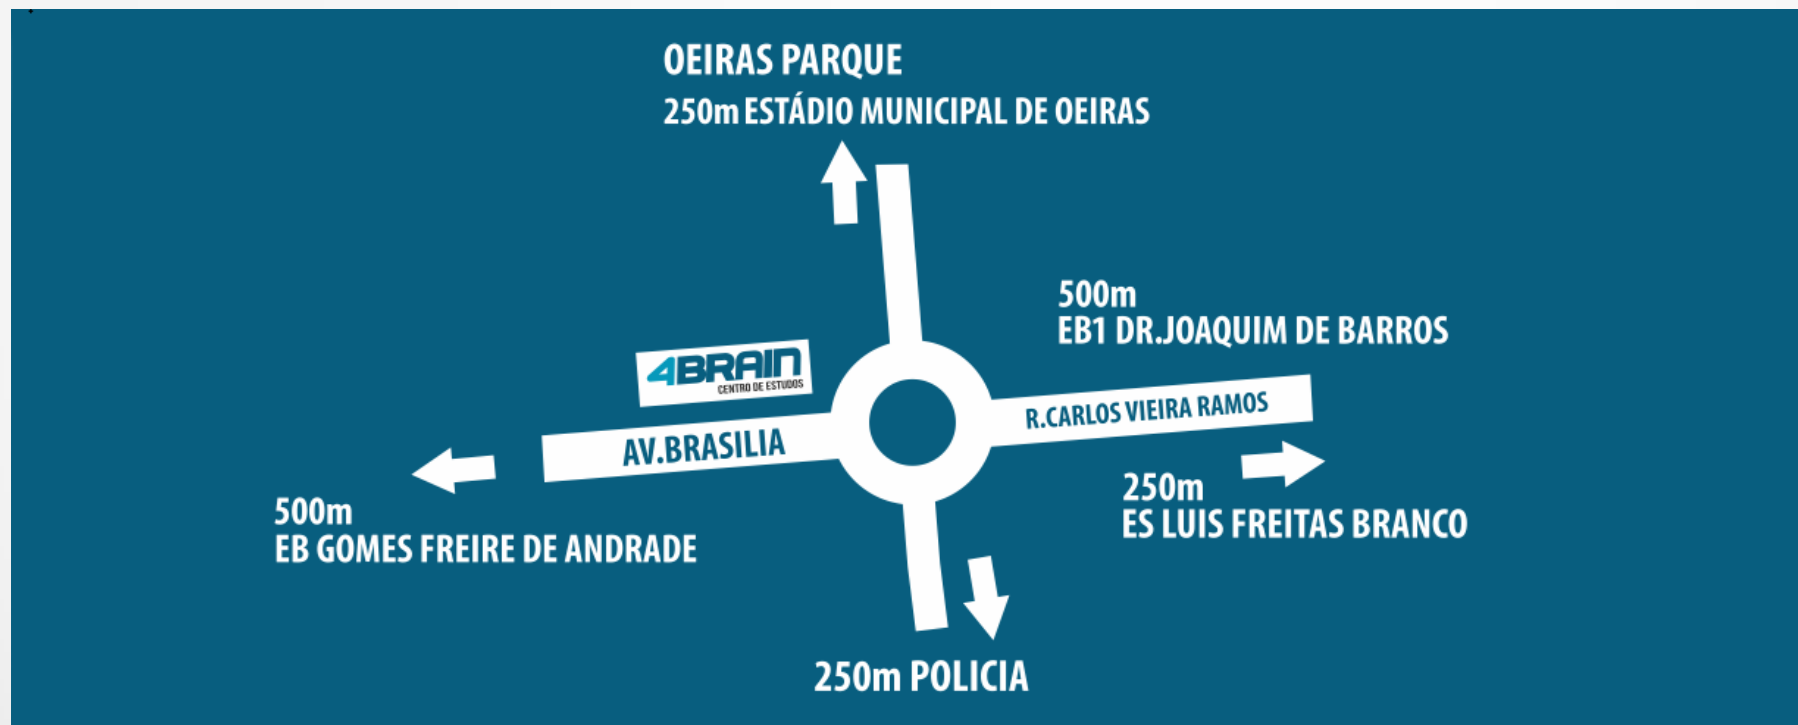 OEIRAS PARQUE
250m ESTÁDIO MUNICIPAL DE OEIRAS
500m
EB1 DR.JOAQUIM DE BARROS
4BRAIN
CENTRO DE ESTUDOS
R.CARLOS VIEIRA RAMOS
AV.BRASILIA
250m
ES LUIS FREITAS BRANCO
500m
EB GOMES FREIRE DE ANDRADE
250m POLICIA